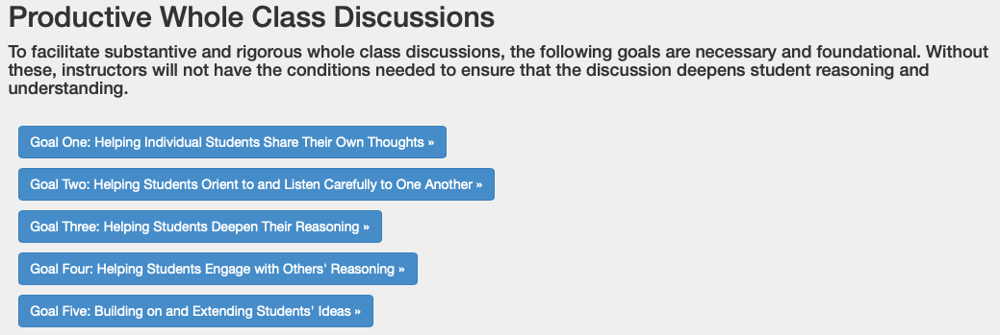 Productive Whole Class Discussions
To facilitate substantive and rigorous whole class discussions, the following goals are necessary and foundational. Without
these, instructors will not have the conditions needed to ensure that the discussion deepens student reasoning and
understanding.
Goal One: Helping Individual Students Share Their Own Thoughts »
Goal Two: Helping Students Orient to and Listen Carefully to One Another »
Goal Three: Helping Students Deepen Their Reasoning »
Goal Four: Helping Students Engage with Others' Reasoning »
Goal Five: Building on and Extending Students' Ideas »